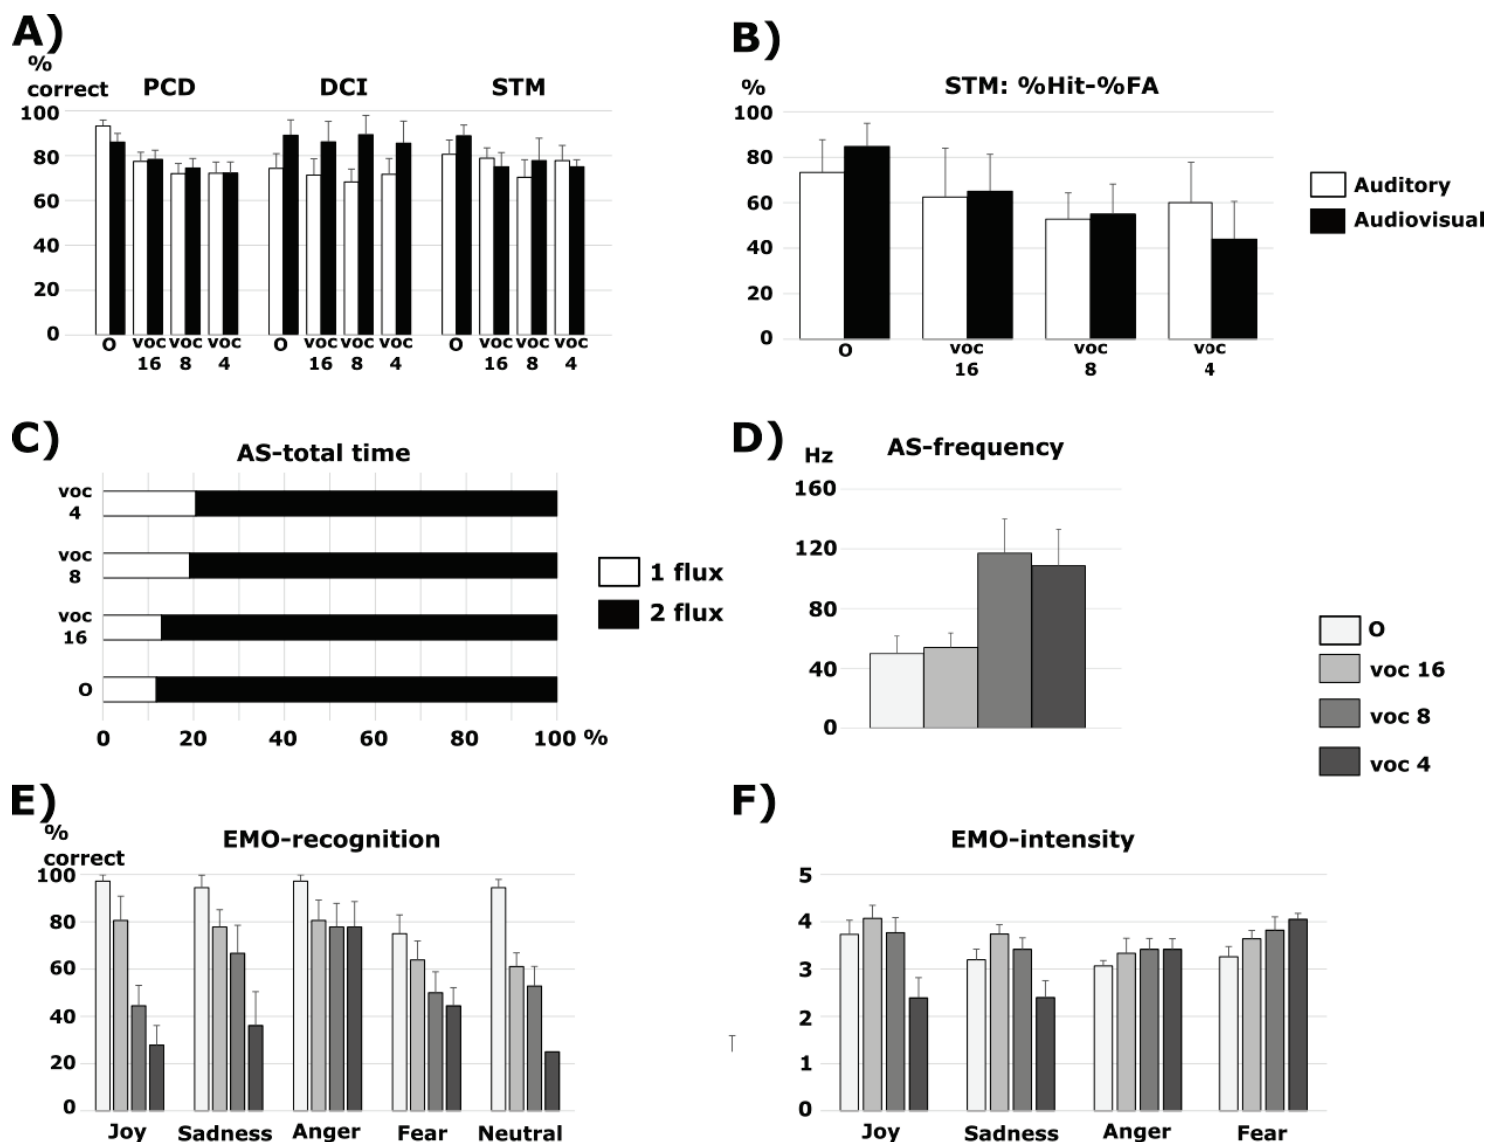 A)
%
correct
PCD DCI STM
100
80
60
40
20
0
O voc voc voc O voc voc voc O voc voc voc
16 8 4 16 8 4 16 8 4
B)
%
STM: %Hit-%FA
100
80
60
40
20
0
O voc voc voc
16 8 4
Auditory
Audiovisual
C)
AS-total time
voc
4
voc
8
voc
16
O
0 20 40 60 80 100 %
1 flux
2 flux
D)
Hz
AS-frequency
160
120
80
40
0
O
voc 16
voc 8
voc 4
E)
%
correct
EMO-recognition
100
80
60
40
20
0
Joy Sadness Anger Fear Neutral
F)
EMO-intensity
5
4
3
2
1
0
Joy Sadness Anger Fear